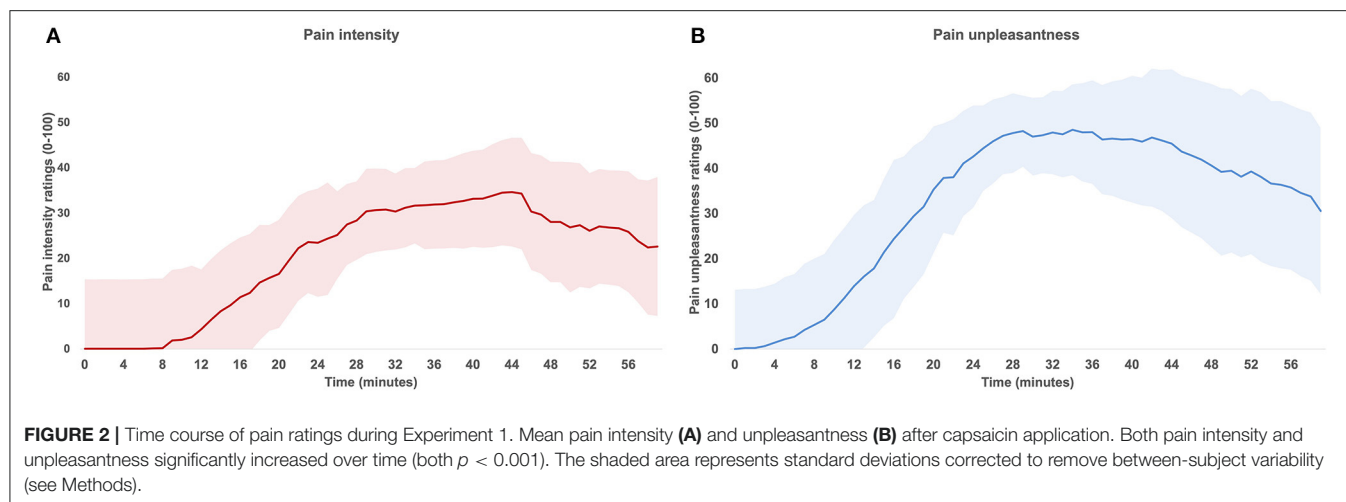 A
Pain intensity
Pain intensity ratings (0-100)
60
50
40
30
20
10
0
0 4 8 12 16 20 24 28 32 36 40 44 48 52 56
Time (minutes)
B
Pain unpleasantness
Pain unpleasantness ratings (0-100)
60
50
40
30
20
10
0
0 4 8 12 16 20 24 28 32 36 40 44 48 52 56
Time (minutes)
FIGURE 2 | Time course of pain ratings during Experiment 1. Mean pain intensity (A) and unpleasantness (B) after capsaicin application. Both pain intensity and
unpleasantness significantly increased over time (both p < 0.001). The shaded area represents standard deviations corrected to remove between-subject variability
(see Methods).